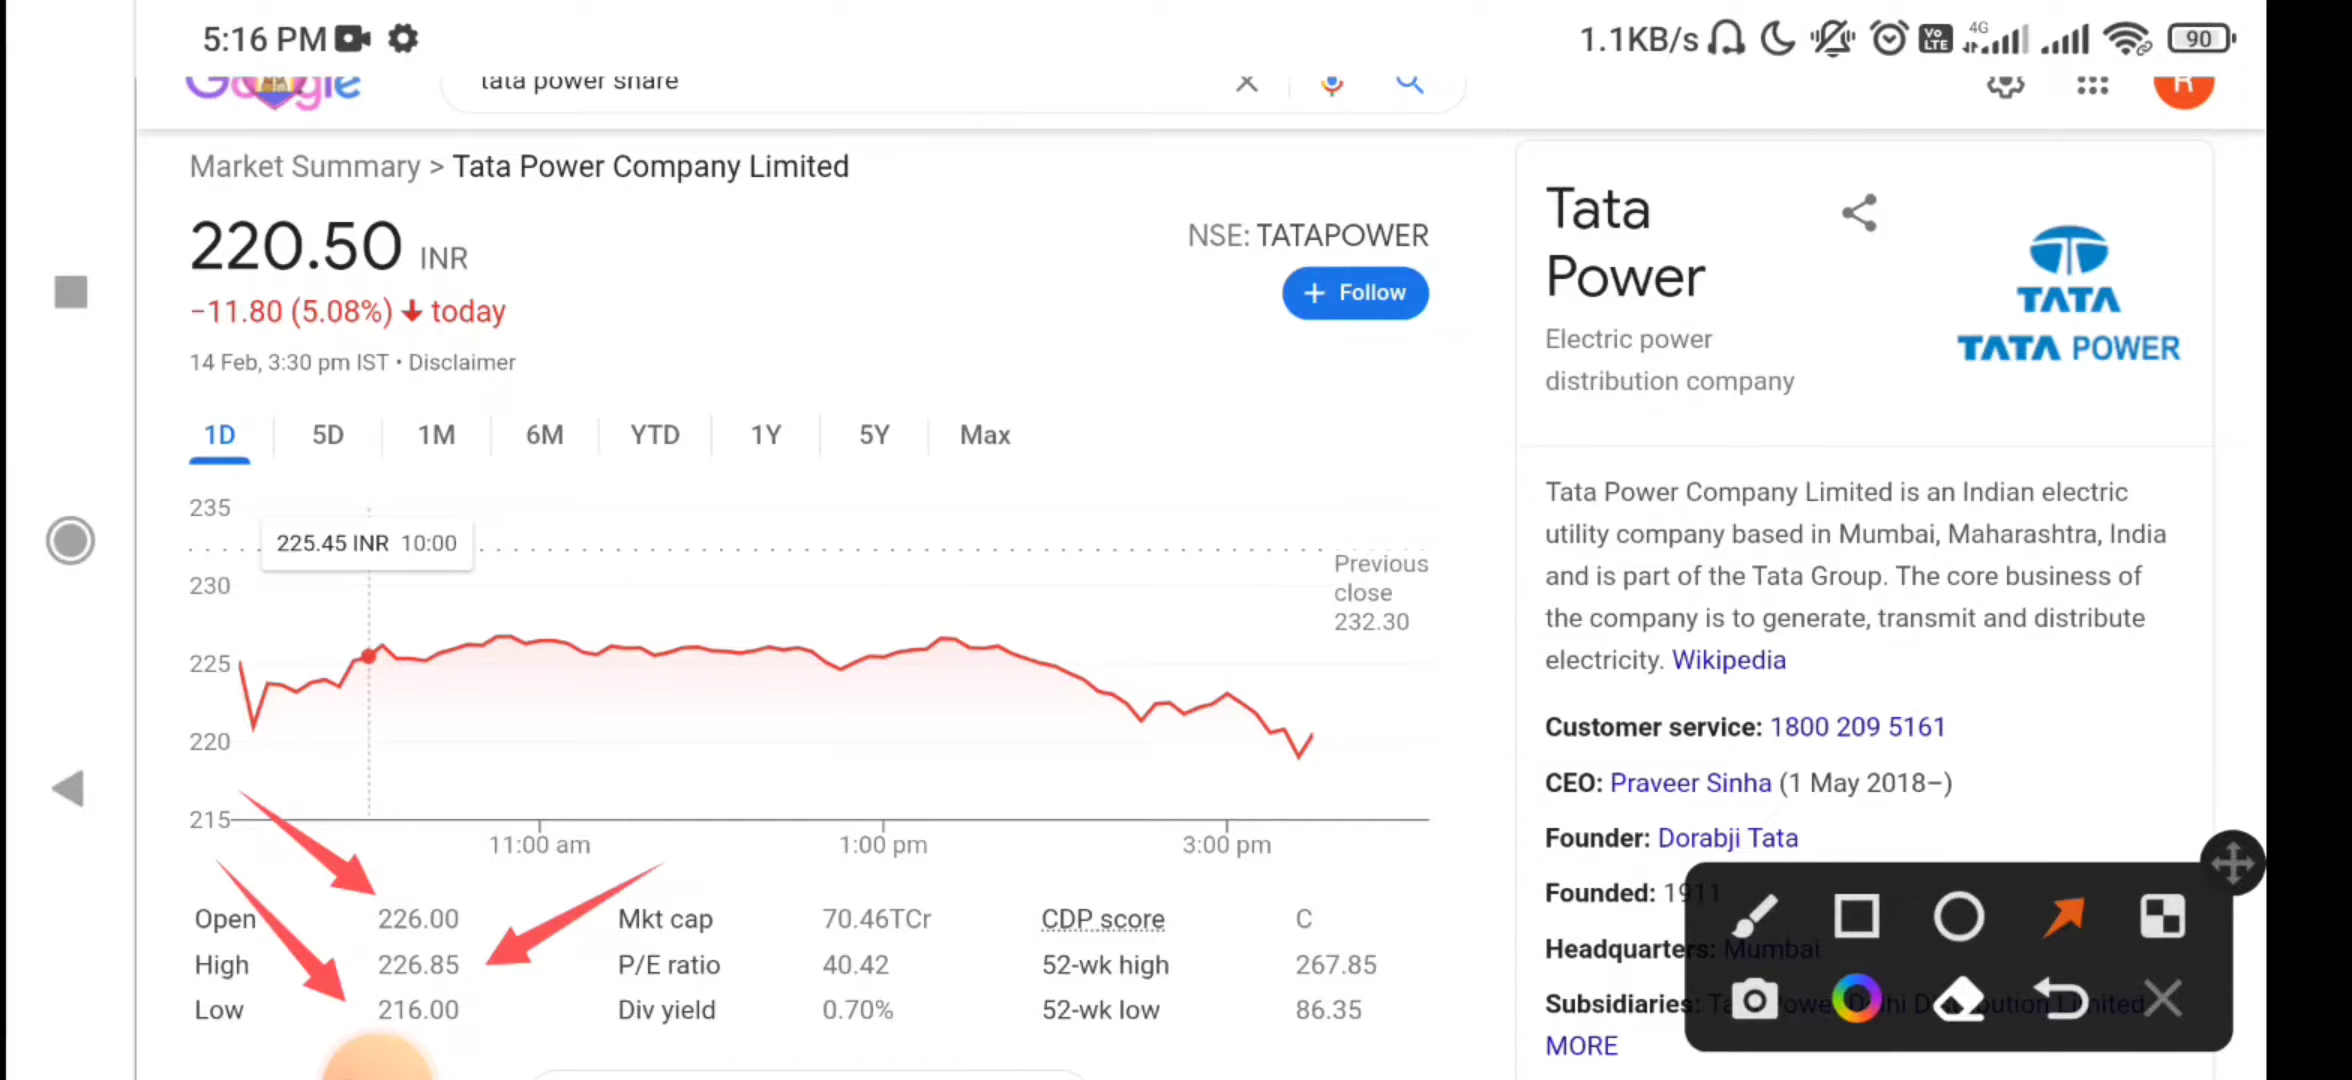 5:16 PM
1.1KB/s
Vo LTE
4G
90
Google
tata power share
R
Market Summary > Tata Power Company Limited
220.50 INR
−11.80 (5.08%) today
14 Feb, 3:30 pm IST • Disclaimer
NSE: TATAPOWER
+ Follow
1D 5D 1M 6M YTD 1Y 5Y Max
235
225.45 INR 10:00
230
225
220
215
Previous
close
232.30
11:00 am 1:00 pm 3:00 pm
Open 226.00 Mkt cap 70.46TCr CDP score C
High 226.85 P/E ratio 40.42 52-wk high 267.85
Low 216.00 Div yield 0.70% 52-wk low 86.35
Tata
Power
Electric power
distribution company
TATA
TATA POWER
Tata Power Company Limited is an Indian electric
utility company based in Mumbai, Maharashtra, India
and is part of the Tata Group. The core business of
the company is to generate, transmit and distribute
electricity. Wikipedia
Customer service: 1800 209 5161
CEO: Praveer Sinha (1 May 2018–)
Founder: Dorabji Tata
Founded: 1911
Headquarters: Mumbai
Subsidiaries: Limited
MORE